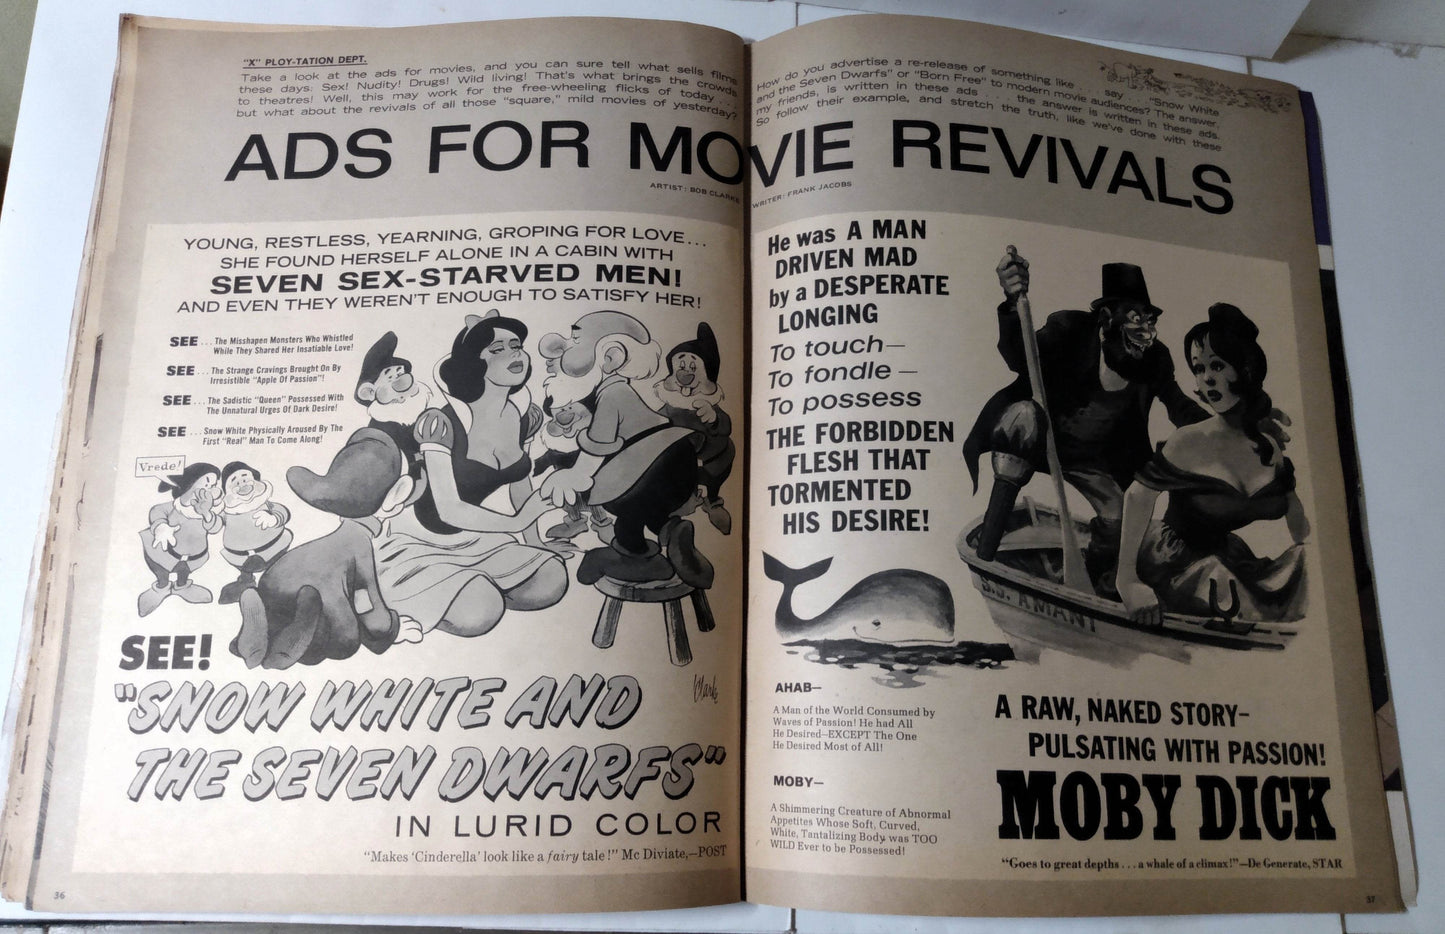 "X" PLOY-TATION DEPT.
Take a look at the ads for movies, and you can sure tell what sells films
these days. Sex! Nudity! Drugs! Wild living! That's what brings the crowds
to theatres! Well, this may work for the free-wheeling flicks of today . . .
but what about the revivals of all those "square," mild movies of yesterday?
How do you advertise a re-release of something like . . . say . . . "Snow White
and the Seven Dwarfs" or "Born Free" to modern movie audiences? The answer,
my friends, is written in these ads . . . the answer is written in these ads.
So follow their example, and stretch the truth, like we've done with these
ADS FOR MOVIE REVIVALS
ARTIST: BOB CLARKE
WRITER: FRANK JACOBS
YOUNG, RESTLESS, YEARNING, GROPING FOR LOVE...
SHE FOUND HERSELF ALONE IN A CABIN WITH
SEVEN SEX-STARVED MEN!
AND EVEN THEY WEREN'T ENOUGH TO SATISFY HER!
SEE ... The Misshapen Monsters Who Whistled
While They Shared Her Insatiable Love!
SEE ... The Strange Cravings Brought On By
Irresistible "Apple Of Passion"!
SEE ... The Sadistic "Queen" Possessed With
The Unnatural Urges Of Dark Desire!
SEE ... Snow White Physically Aroused By The
First "Real" Man To Come Along!
Vrede!
SEE!
"SNOW WHITE AND
THE SEVEN DWARFS"
Clarke
IN LURID COLOR
"Makes 'Cinderella' look like a fairy tale!" Mc Diviate,—POST
36
He was A MAN
DRIVEN MAD
by a DESPERATE
LONGING
To touch—
To fondle—
To possess
THE FORBIDDEN
FLESH THAT
TORMENTED
HIS DESIRE!
S.S. AMANY
AHAB—
A Man of the World Consumed by
Waves of Passion! He had All
He Desired—EXCEPT The One
He Desired Most of All!
MOBY—
A Shimmering Creature of Abnormal
Appetites Whose Soft, Curved,
White, Tantalizing Body was TOO
WILD Ever to be Possessed!
A RAW, NAKED STORY—
PULSATING WITH PASSION!
MOBY DICK
"Goes to great depths . . . a whale of a climax!"—De Generate, STAR
37